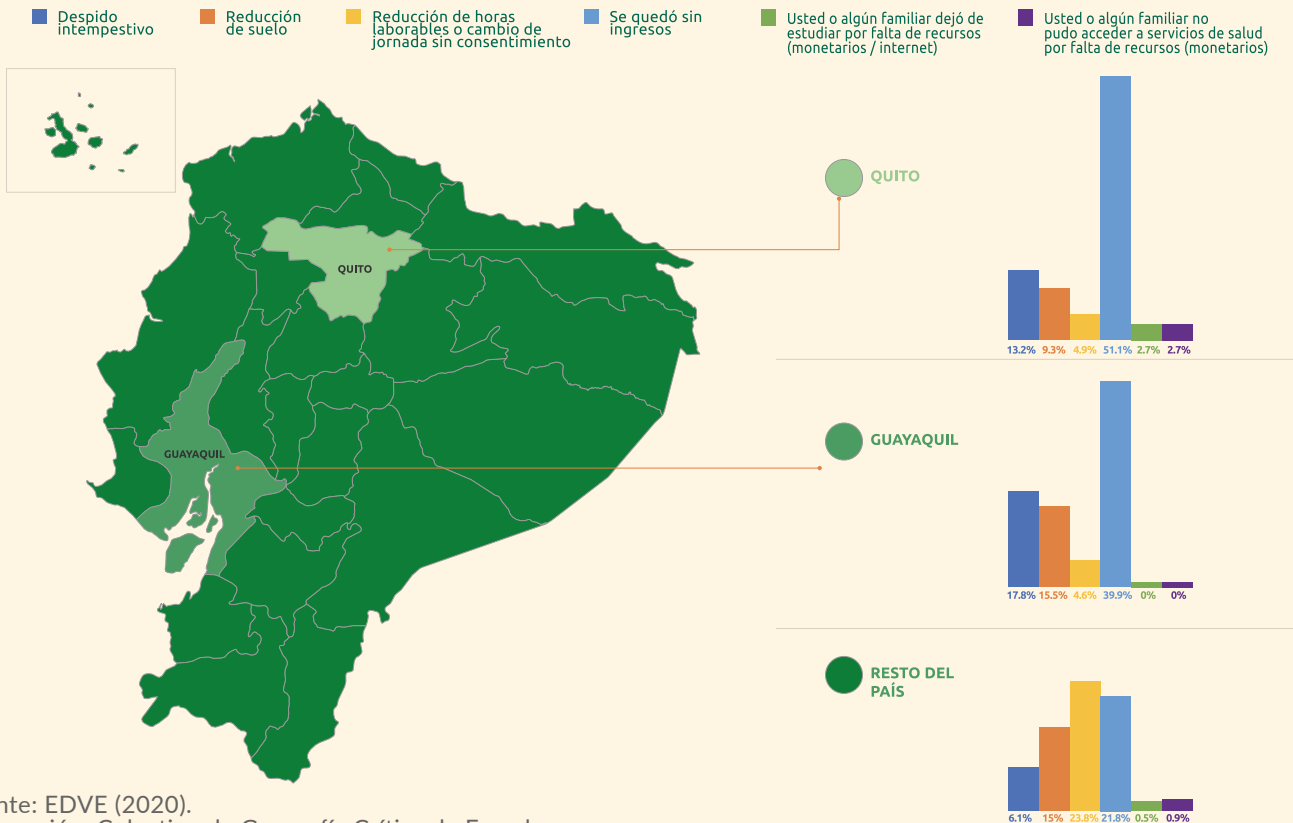 Despido
intempestivo
Reducción
de suelo
Reducción de horas
laborables o cambio de
jornada sin consentimiento
Se quedó sin
ingresos
Usted o algún familiar dejó de
estudiar por falta de recursos
(monetarios / internet)
Usted o algún familiar no
pudo acceder a servicios de salud
por falta de recursos (monetarios)
QUITO
GUAYAQUIL
QUITO
13.2% 9.3% 4.9% 51.1% 2.7% 2.7%
GUAYAQUIL
17.8% 15.5% 4.6% 39.9% 0% 0%
RESTO DEL
PAÍS
6.1% 15% 23.8% 21.8% 0.5% 0.9%
nte: EDVE (2020).